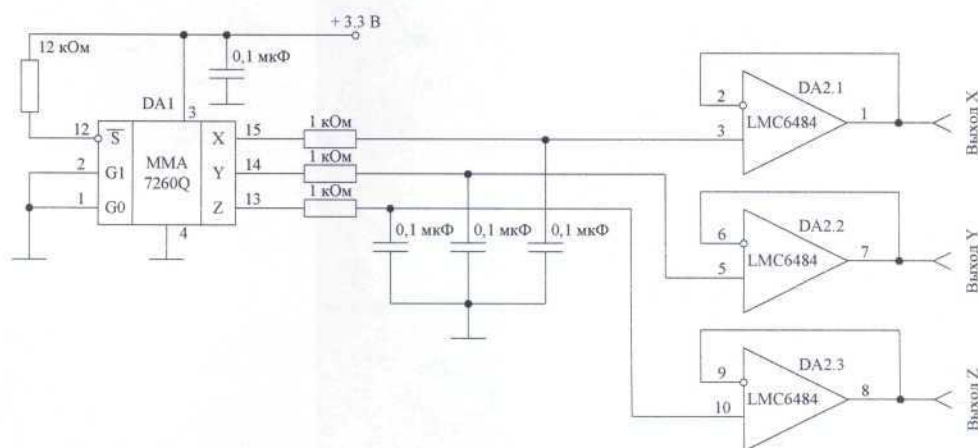 + 3.3 В
12 кОм
0,1 мкФ
DA1
3
12
S
X
15
1 кОм
2
G1
MMA
7260Q
Y
14
1 кОм
1
G0
Z
13
1 кОм
4
0,1 мкФ
0,1 мкФ
0,1 мкФ
2
DA2.1
3
LMC6484
1
Выход X
6
DA2.2
5
LMC6484
7
Выход Y
9
DA2.3
10
LMC6484
8
Выход Z